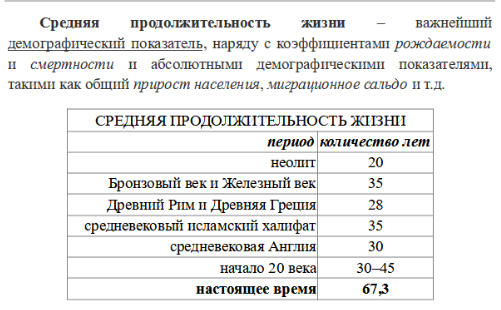 Средняя продолжительность жизни – важнейший
демографический показатель, наряду с коэффициентами рождаемости
и смертности и абсолютными демографическими показателями,
такими как общий прирост населения, миграционное сальдо и т.д.
СРЕДНЯЯ ПРОДОЛЖИТЕЛЬНОСТЬ ЖИЗНИ
период количество лет
неолит 20
Бронзовый век и Железный век 35
Древний Рим и Древняя Греция 28
средневековый исламский халифат 35
средневековая Англия 30
начало 20 века 30–45
настоящее время 67,3